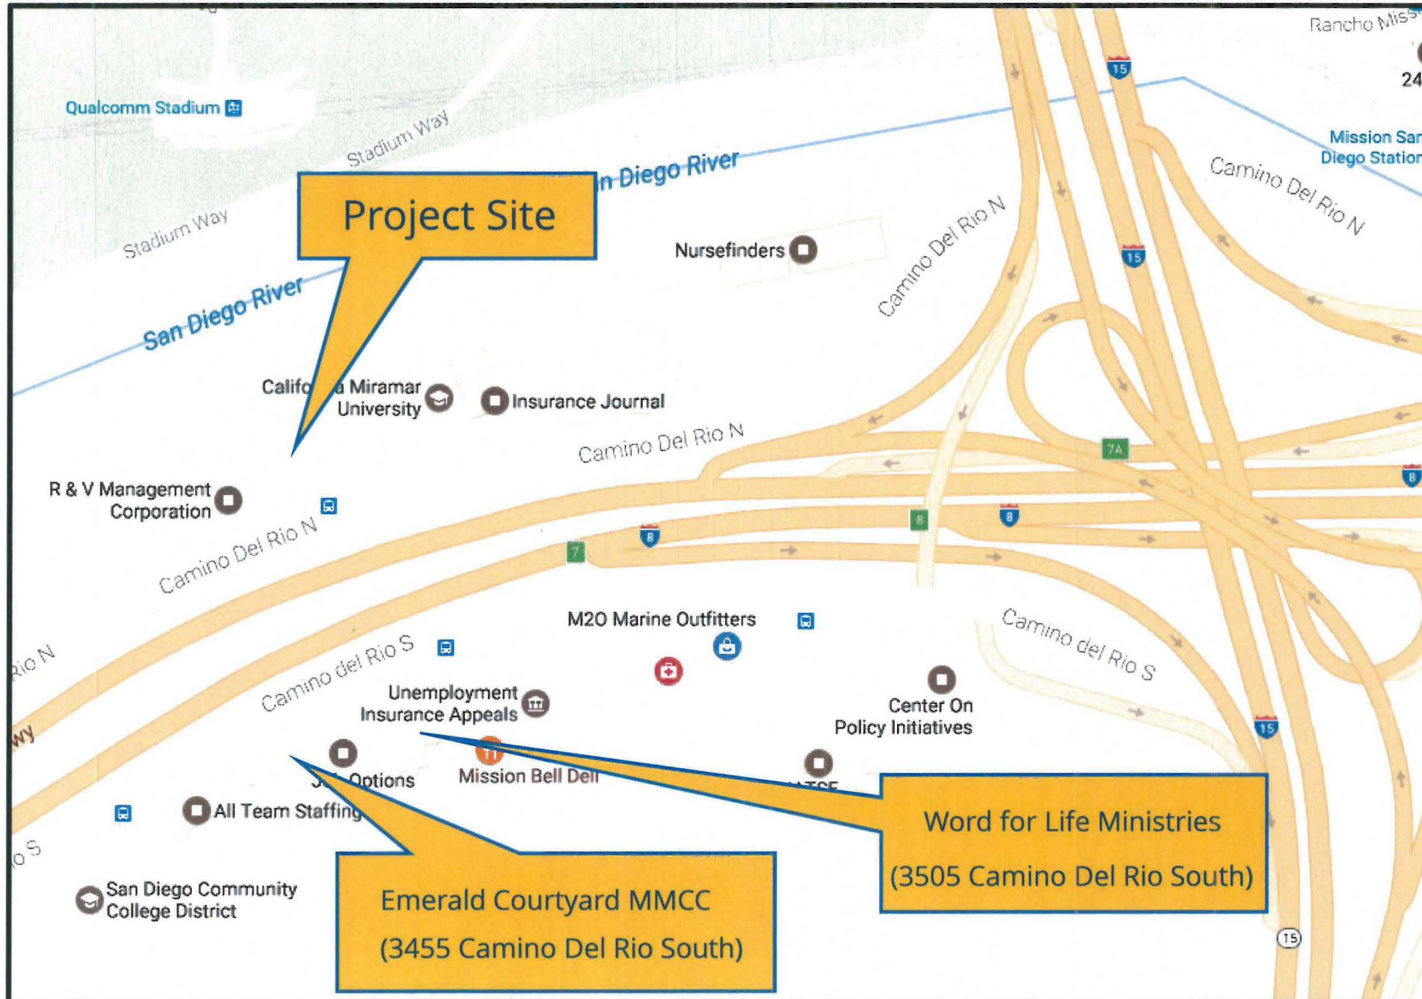 Rancho Miss
15
24
Qualcomm Stadium
Stadium Way
Mission San
Diego Station
n Diego River
Camino Del Rio N
Project Site
Stadium Way
Camino Del Rio N
Nursefinders
15
San Diego River
Califo a Miramar
University
Insurance Journal
Camino Del Rio N
7A
8
R & V Management
Corporation
Camino Del Rio N
8
8
8
7
M2O Marine Outfitters
Camino del Rio S
Rio N
Camino del Rio S
Unemployment
Insurance Appeals
Center On
Policy Initiatives
15
wy
Job Options
Mission Bell Deli
IATSE
All Team Staffing
Word for Life Ministries
(3505 Camino Del Rio South)
io S
San Diego Community
College District
Emerald Courtyard MMCC
(3455 Camino Del Rio South)
15